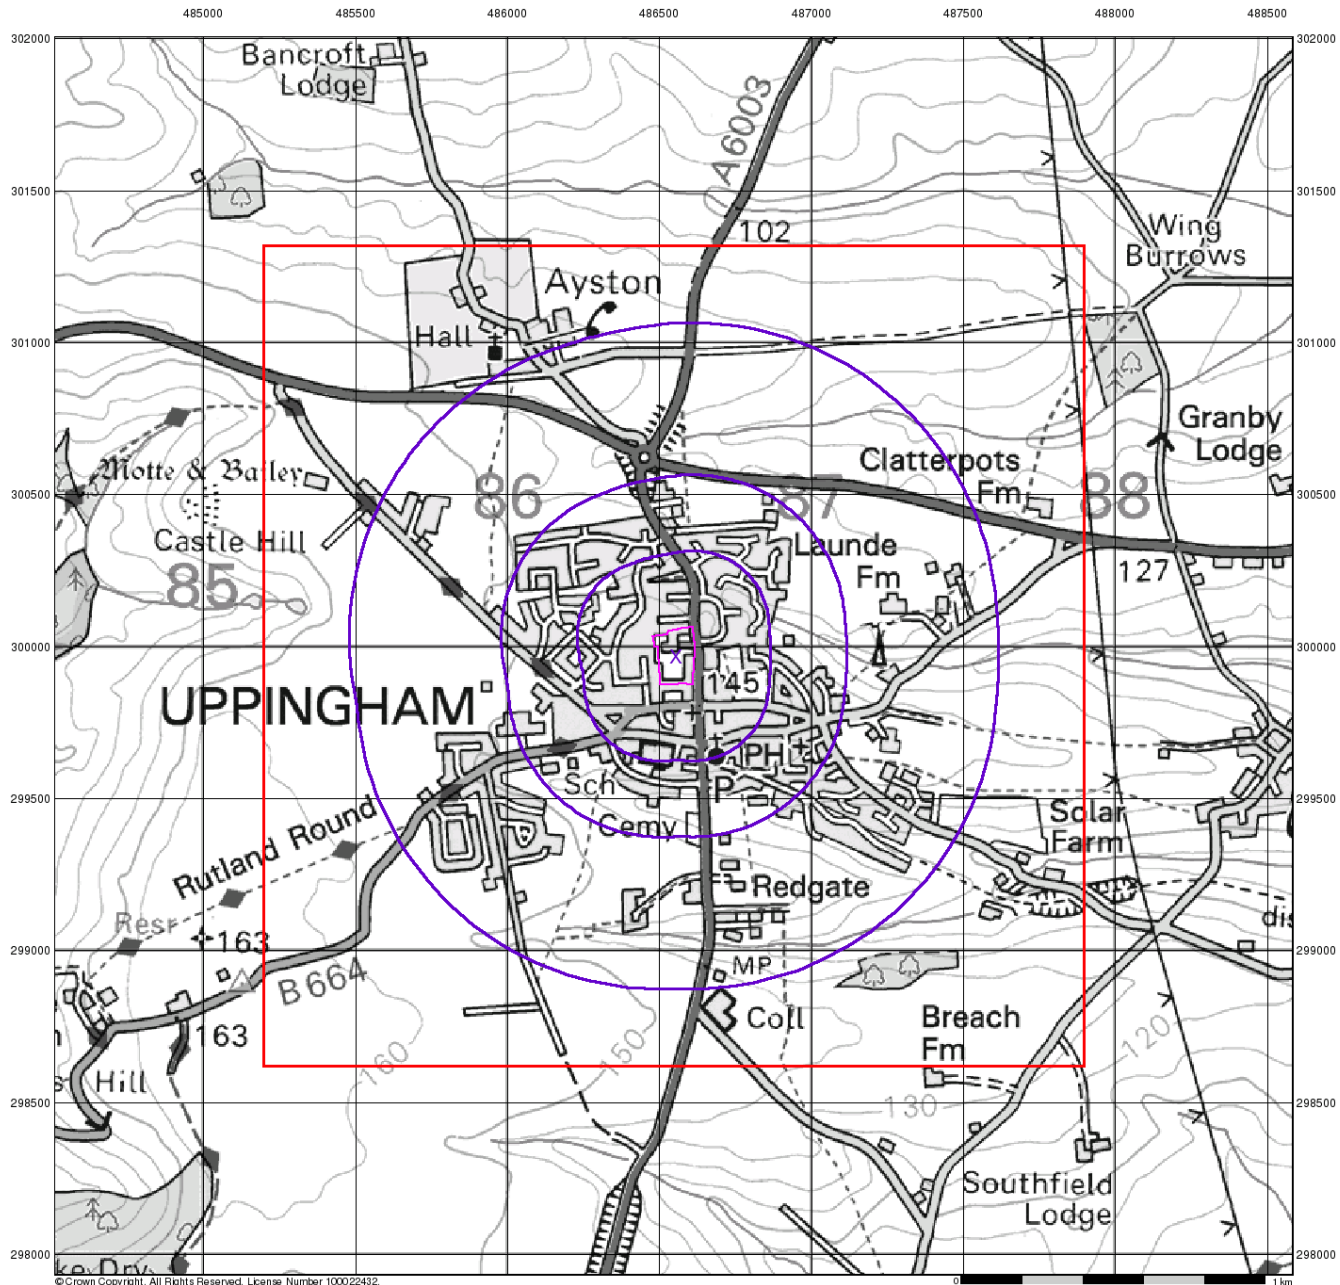 485000 485500 486000 486500 487000 487500 488000 488500
302000 302000
Bancroft
Lodge
A6003
301500 301500
102
Wing
Burrows
Ayston
Hall
301000 301000
Granby
Lodge
Motte & Bailey
Clatterpots
Fm
300500 86 87 88 300500
Castle Hill
Launde
Fm
127
85
300000 300000
UPPINGHAM
145
PH
Sch
P
299500 299500
Solar
Farm
Cemy
Rutland Round
Redgate
Resr
163
dis
299000 299000
MP
B 664
Coll
Breach
Fm
163
160
150
120
s Hill
298500 130 298500
Southfield
Lodge
298000 298000
ke Dry
© Crown Copyright. All Rights Reserved. License Number 100022432.
0 1 km